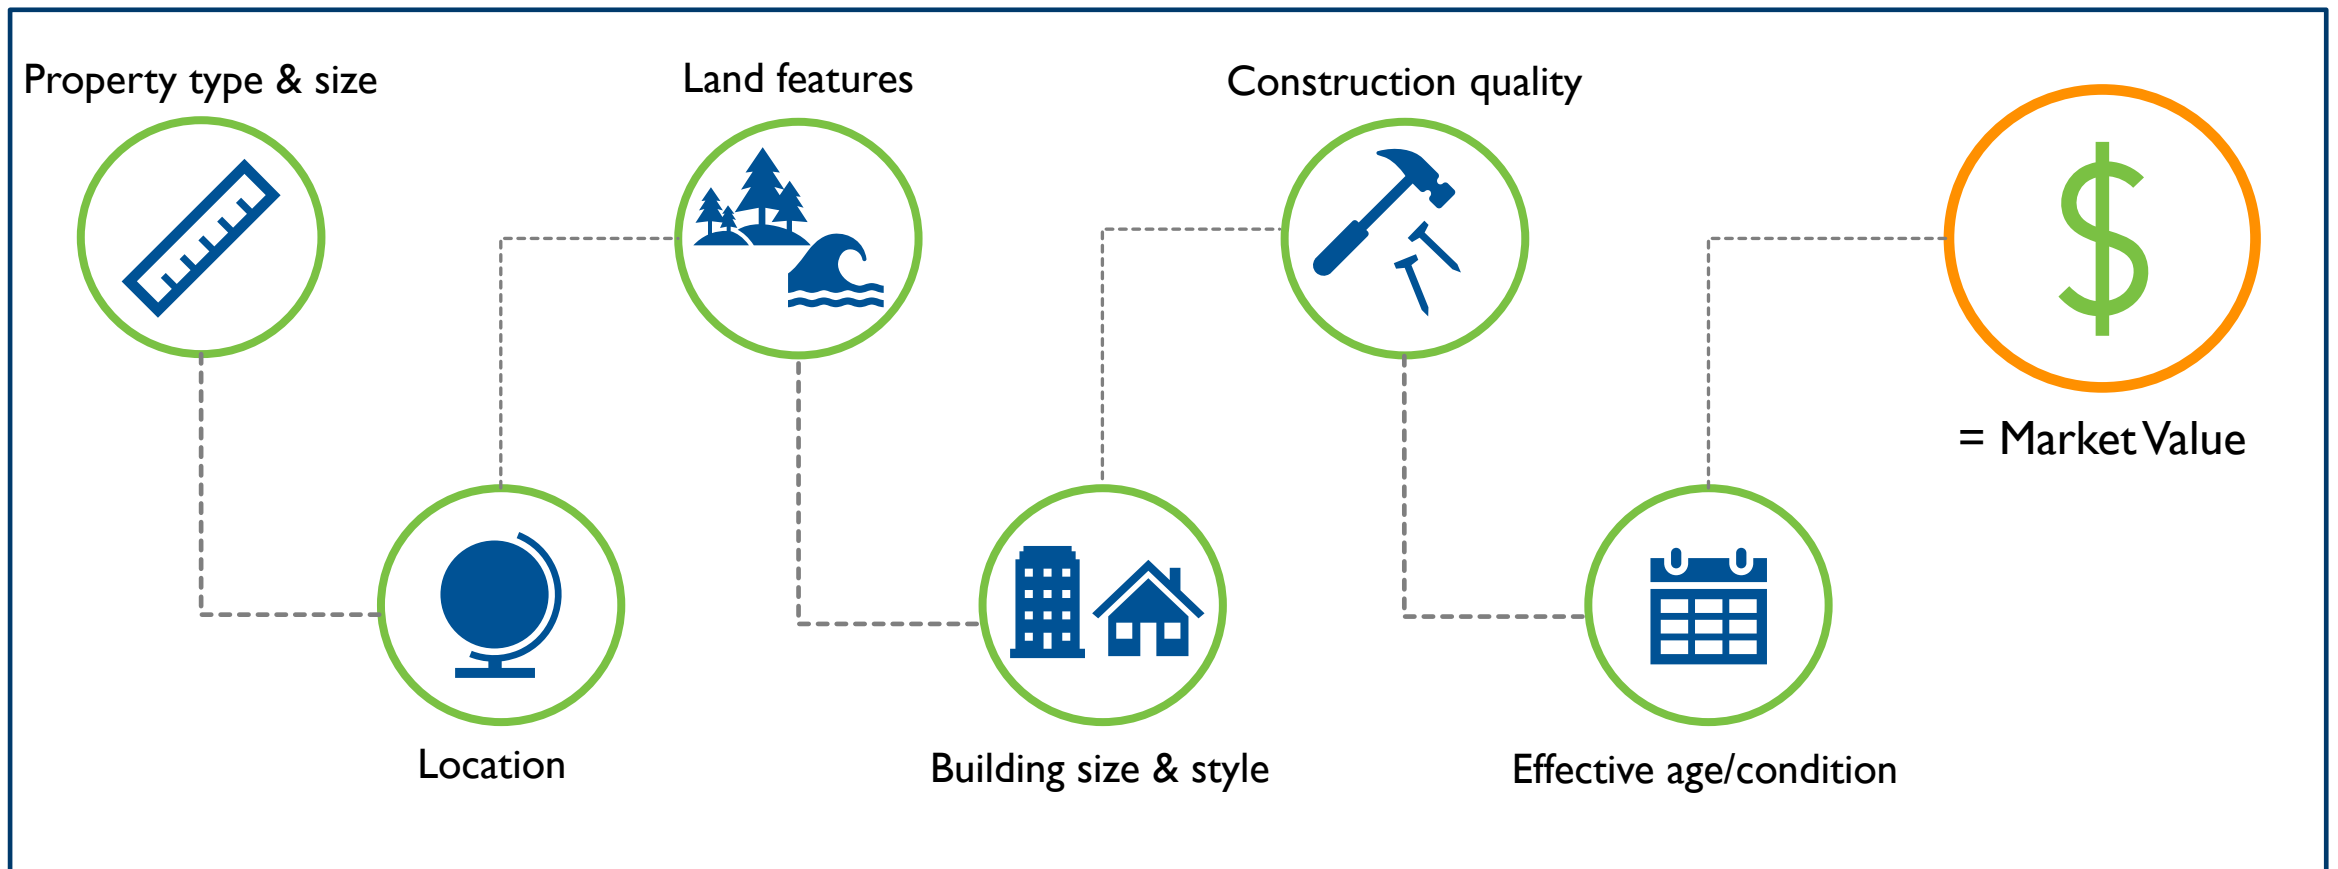 Property type & size
Land features
Construction quality
= Market Value
Location
Building size & style
Effective age/condition